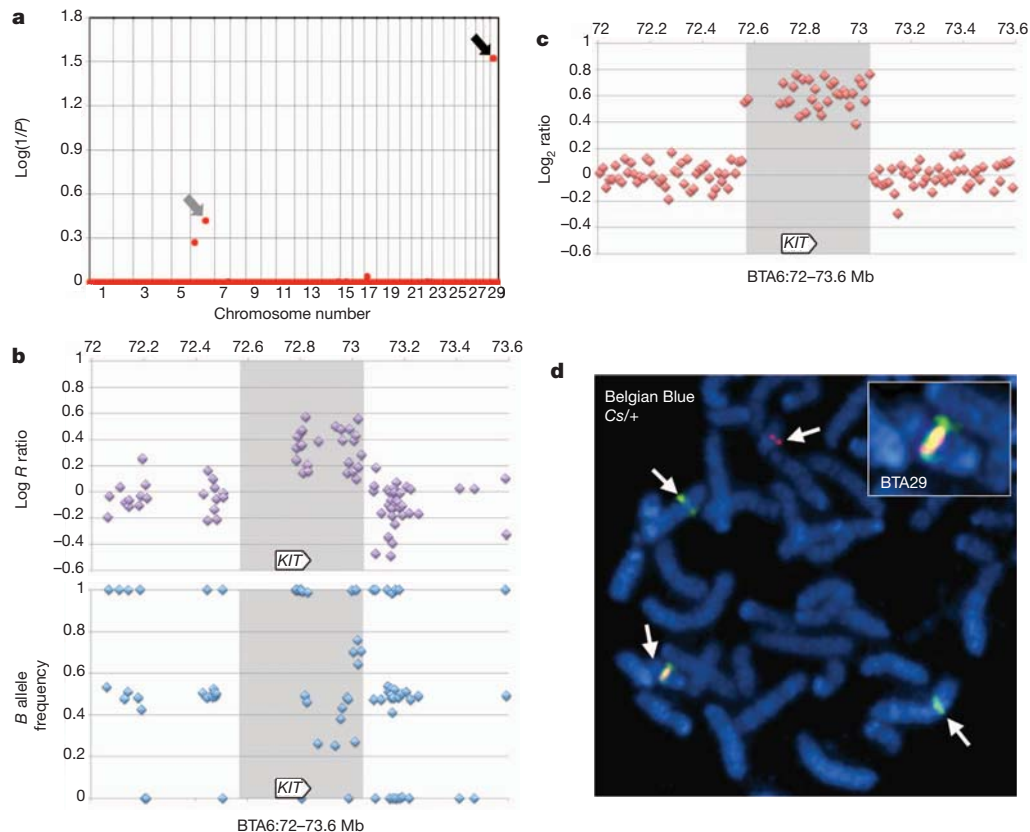 a
1.8
1.5
1.2
0.9
0.6
0.3
0
Log(1/P)
1 3 5 7 9 11 13 15 17 19 21 23 25 27 29
Chromosome number
b
72 72.2 72.4 72.6 72.8 73 73.2 73.4 73.6
1
0.8
0.6
0.4
0.2
0
−0.2
−0.4
−0.6
Log R ratio
KIT
1
0.8
0.6
0.4
0.2
0
B allele
frequency
KIT
BTA6:72–73.6 Mb
c
72 72.2 72.4 72.6 72.8 73 73.2 73.4 73.6
1
0.8
0.6
0.4
0.2
0
−0.2
−0.4
−0.6
Log2 ratio
KIT
BTA6:72–73.6 Mb
d
Belgian Blue
Cs/+
BTA29